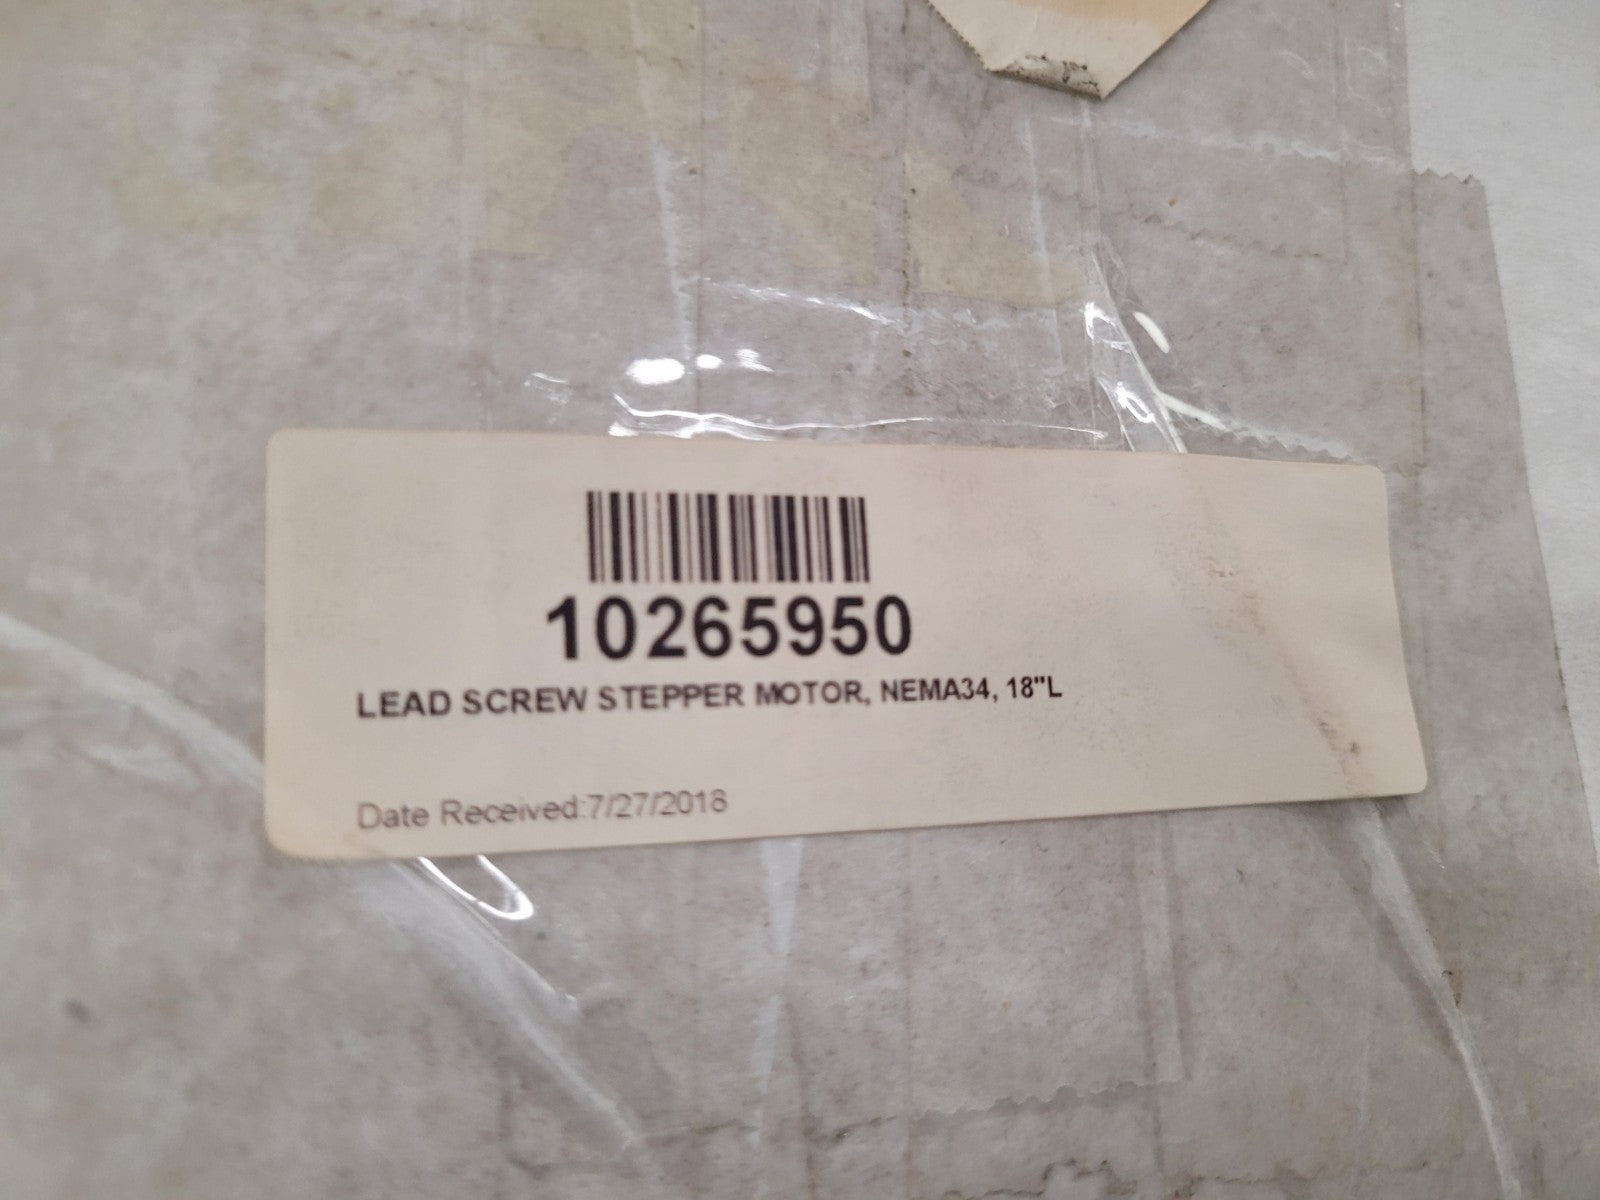 10265950
LEAD SCREW STEPPER MOTOR, NEMA34, 18"L
Date Received:7/27/2018